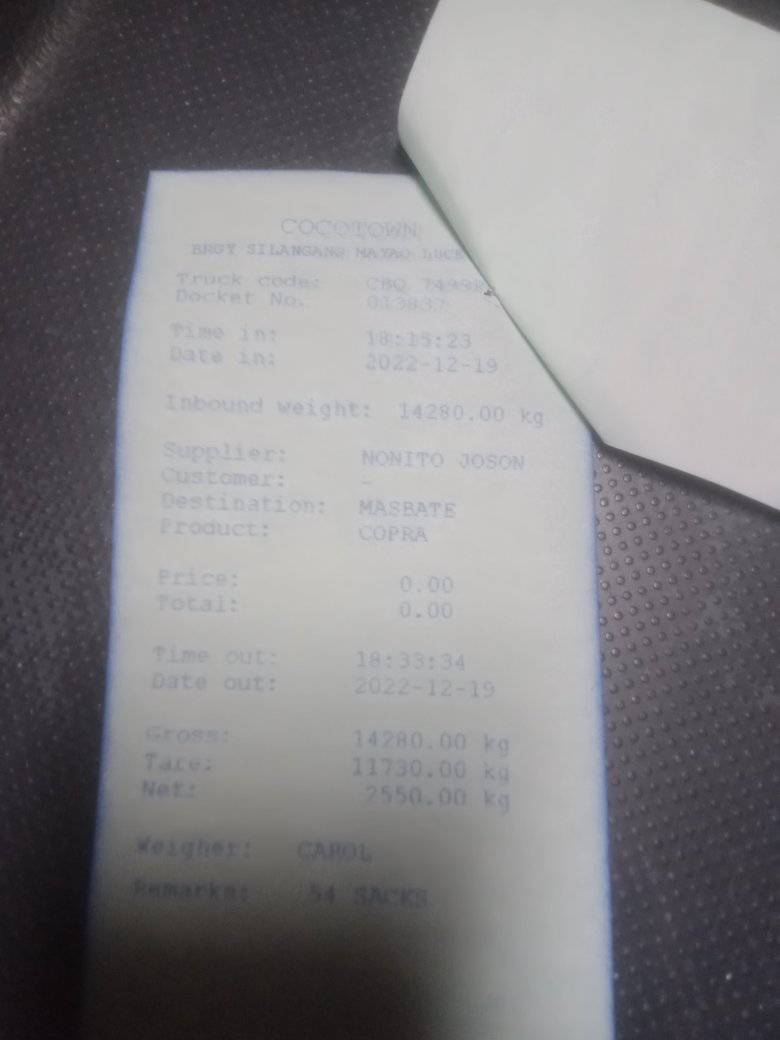 COCOTOWN
BRGY SILANGANG MAYAO
Truck code: CBQ
Docket No. 013837
Time in: 18:15:23
Date in: 2022-12-19
Inbound weight: 14280.00 kg
Supplier: NONITO JOSON
Customer: -
Destination: MASBATE
Product: COPRA
Price: 0.00
Total: 0.00
Time out: 18:33:34
Date out: 2022-12-19
Gross: 14280.00 kg
Tare: 11730.00 kg
Net: 2550.00 kg
Weigher: CAROL
Remarks: 54 SACKS